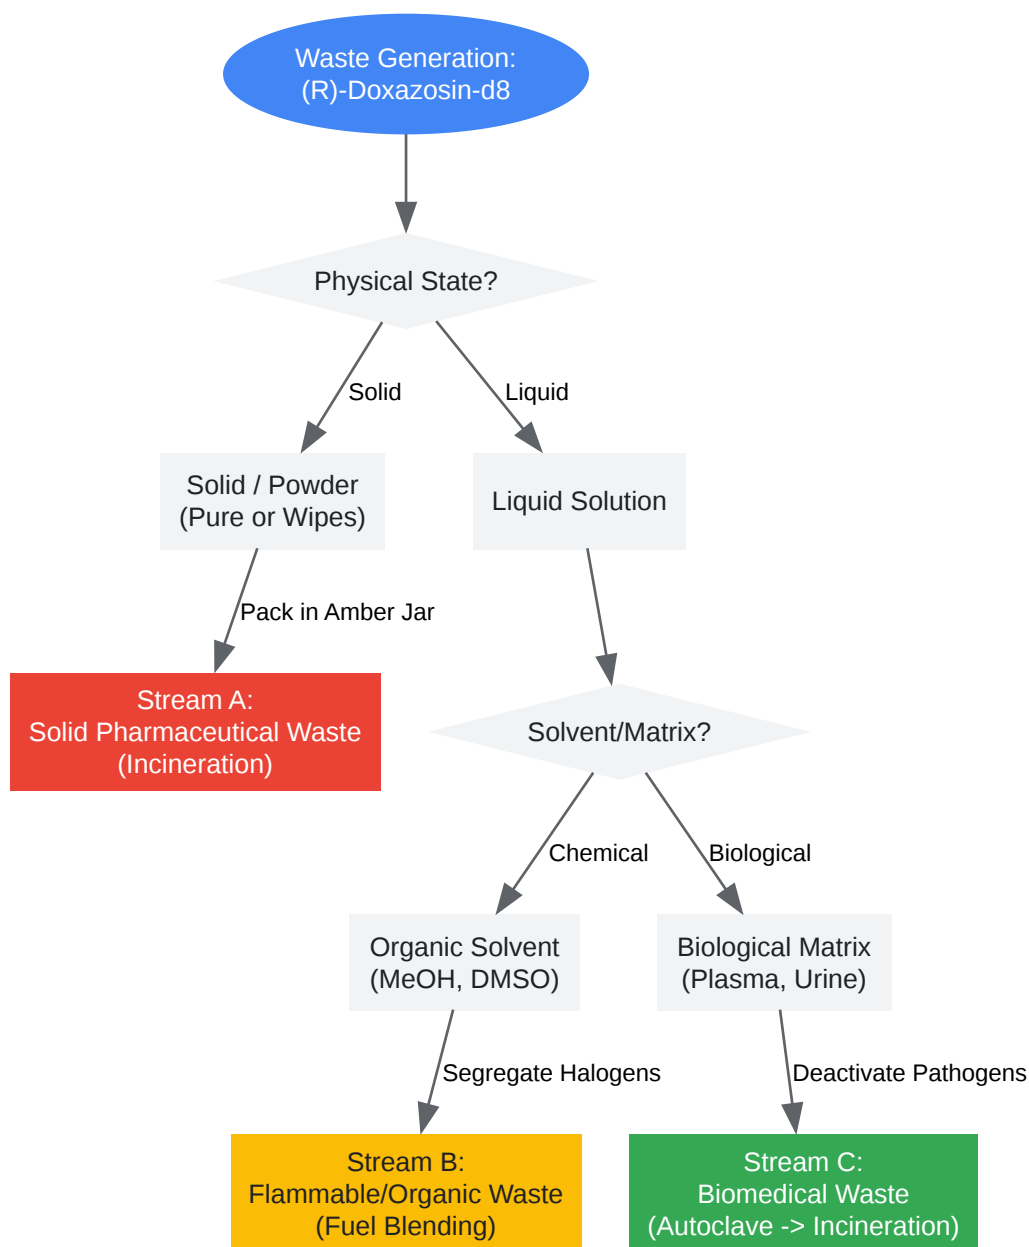 Waste Generation:
(R)-Doxazosin-d8
Physical State?
Solid
Liquid
Solid / Powder
(Pure or Wipes)
Liquid Solution
Pack in Amber Jar
Stream A:
Solid Pharmaceutical Waste
(Incineration)
Solvent/Matrix?
Chemical
Biological
Organic Solvent
(MeOH, DMSO)
Biological Matrix
(Plasma, Urine)
Segregate Halogens
Deactivate Pathogens
Stream B:
Flammable/Organic Waste
(Fuel Blending)
Stream C:
Biomedical Waste
(Autoclave -> Incineration)